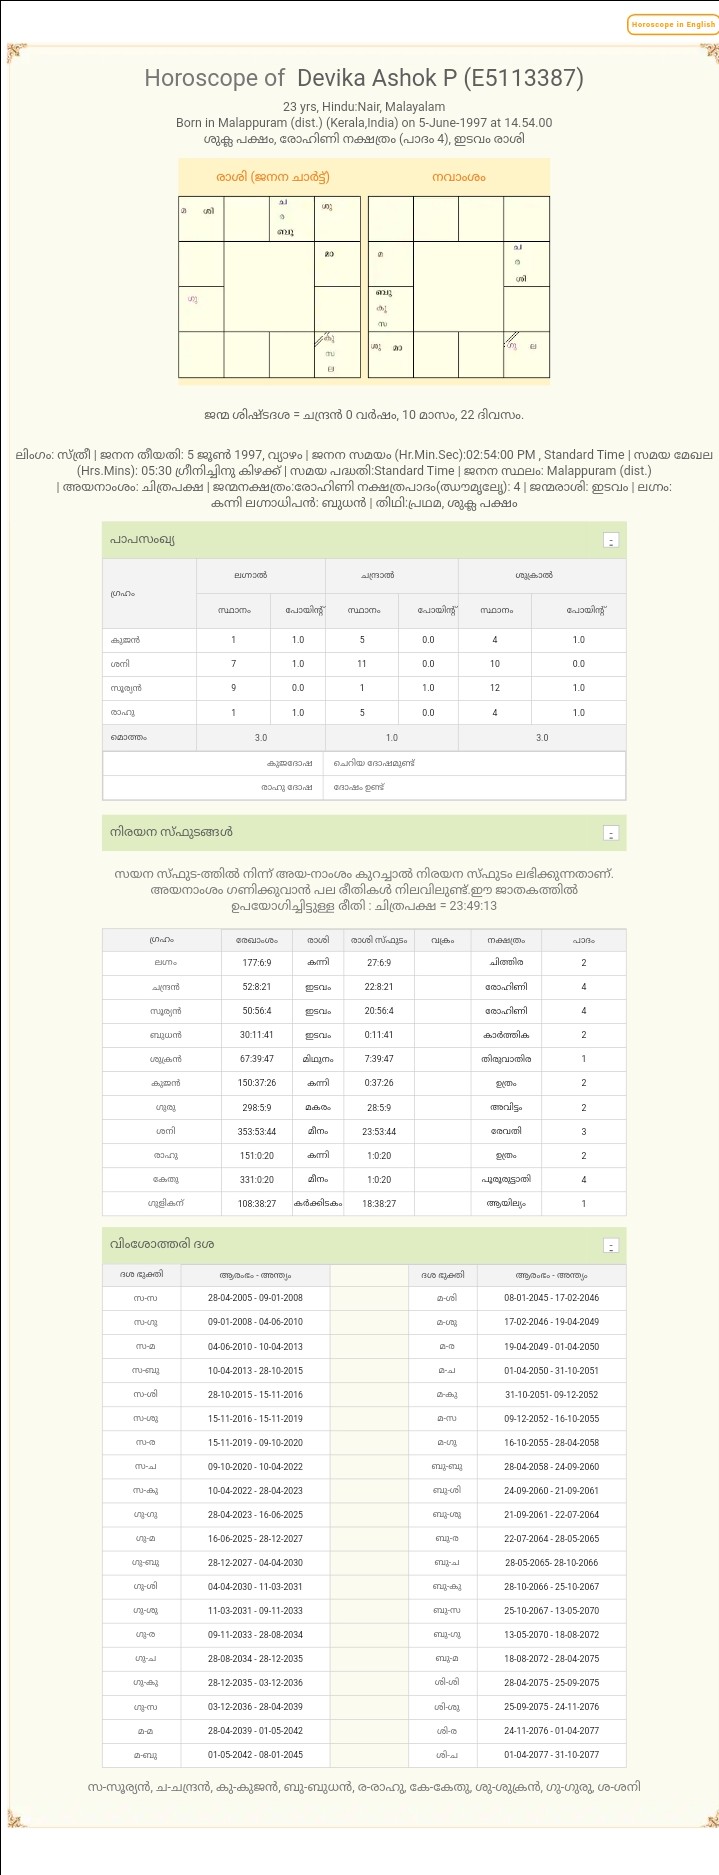 Horoscope in English
Horoscope of Devika Ashok P (E5113387)
23 yrs, Hindu:Nair, Malayalam
Born in Malappuram (dist.) (Kerala,India) on 5-June-1997 at 14.54.00
ശുക്ല പക്ഷം, രോഹിണി നക്ഷത്രം (പാദം 4), ഇടവം രാശി
രാശി (ജനന ചാർട്ട്) നവാംശം
മ ശി ച ര ബു ശു
മാ
ഗു
കു സ ല
ച ര ശി
മ
ബു കു സ
ശു മാ ഗു ല
ജന്മ ശിഷ്ടദശ = ചന്ദ്രൻ 0 വർഷം, 10 മാസം, 22 ദിവസം.
ലിംഗം: സ്ത്രീ | ജനന തീയതി: 5 ജൂൺ 1997, വ്യാഴം | ജനന സമയം (Hr.Min.Sec):02:54:00 PM , Standard Time | സമയ മേഖല
(Hrs.Mins): 05:30 ഗ്രീനിച്ചിനു കിഴക്ക് | സമയ പദ്ധതി:Standard Time | ജനന സ്ഥലം: Malappuram (dist.)
| അയനാംശം: ചിത്രപക്ഷ | ജന്മനക്ഷത്രം:രോഹിണി നക്ഷത്രപാദം(ഝൗമൃല്യേ): 4 | ജന്മരാശി: ഇടവം | ലഗ്നം:
കന്നി ലഗ്നാധിപൻ: ബുധൻ | തിഥി:പ്രഥമ, ശുക്ല പക്ഷം
പാപസംഖ്യ -
ഗ്രഹം ലഗ്നാൽ ചന്ദ്രാൽ ശുക്രാൽ
സ്ഥാനം പോയിന്റ് സ്ഥാനം പോയിന്റ് സ്ഥാനം പോയിന്റ്
കുജൻ 1 1.0 5 0.0 4 1.0
ശനി 7 1.0 11 0.0 10 0.0
സൂര്യൻ 9 0.0 1 1.0 12 1.0
രാഹു 1 1.0 5 0.0 4 1.0
മൊത്തം 3.0 1.0 3.0
കുജദോഷ ചെറിയ ദോഷമുണ്ട്
രാഹു ദോഷ ദോഷം ഉണ്ട്
നിരയന സ്ഫുടങ്ങൾ -
സയന സ്ഫുട-ത്തിൽ നിന്ന് അയ-നാംശം കുറച്ചാൽ നിരയന സ്ഫുടം ലഭിക്കുന്നതാണ്.
അയനാംശം ഗണിക്കുവാൻ പല രീതികൾ നിലവിലുണ്ട്.ഈ ജാതകത്തിൽ
ഉപയോഗിച്ചിട്ടുള്ള രീതി : ചിത്രപക്ഷ = 23:49:13
ഗ്രഹം രേഖാംശം രാശി രാശി സ്ഫുടം വക്രം നക്ഷത്രം പാദം
ലഗ്നം 177:6:9 കന്നി 27:6:9 ചിത്തിര 2
ചന്ദ്രൻ 52:8:21 ഇടവം 22:8:21 രോഹിണി 4
സൂര്യൻ 50:56:4 ഇടവം 20:56:4 രോഹിണി 4
ബുധൻ 30:11:41 ഇടവം 0:11:41 കാർത്തിക 2
ശുക്രൻ 67:39:47 മിഥുനം 7:39:47 തിരുവാതിര 1
കുജൻ 150:37:26 കന്നി 0:37:26 ഉത്രം 2
ഗുരു 298:5:9 മകരം 28:5:9 അവിട്ടം 2
ശനി 353:53:44 മീനം 23:53:44 രേവതി 3
രാഹു 151:0:20 കന്നി 1:0:20 ഉത്രം 2
കേതു 331:0:20 മീനം 1:0:20 പൂരൂരുട്ടാതി 4
ഗുളികന് 108:38:27 കർക്കിടകം 18:38:27 ആയില്യം 1
വിംശോത്തരി ദശ -
ദശ ഭുക്തി ആരംഭം - അന്ത്യം ദശ ഭുക്തി ആരംഭം - അന്ത്യം
സ-സ 28-04-2005 - 09-01-2008 മ-ശി 08-01-2045 - 17-02-2046
സ-ഗു 09-01-2008 - 04-06-2010 മ-ശു 17-02-2046 - 19-04-2049
സ-മ 04-06-2010 - 10-04-2013 മ-ര 19-04-2049 - 01-04-2050
സ-ബു 10-04-2013 - 28-10-2015 മ-ച 01-04-2050 - 31-10-2051
സ-ശി 28-10-2015 - 15-11-2016 മ-കു 31-10-2051- 09-12-2052
സ-ശു 15-11-2016 - 15-11-2019 മ-സ 09-12-2052 - 16-10-2055
സ-ര 15-11-2019 - 09-10-2020 മ-ഗു 16-10-2055 - 28-04-2058
സ-ച 09-10-2020 - 10-04-2022 ബു-ബു 28-04-2058 - 24-09-2060
സ-കു 10-04-2022 - 28-04-2023 ബു-ശി 24-09-2060 - 21-09-2061
ഗു-ഗു 28-04-2023 - 16-06-2025 ബു-ശു 21-09-2061 - 22-07-2064
ഗു-മ 16-06-2025 - 28-12-2027 ബു-ര 22-07-2064 - 28-05-2065
ഗു-ബു 28-12-2027 - 04-04-2030 ബു-ച 28-05-2065- 28-10-2066
ഗു-ശി 04-04-2030 - 11-03-2031 ബു-കു 28-10-2066 - 25-10-2067
ഗു-ശു 11-03-2031 - 09-11-2033 ബു-സ 25-10-2067 - 13-05-2070
ഗു-ര 09-11-2033 - 28-08-2034 ബു-ഗു 13-05-2070 - 18-08-2072
ഗു-ച 28-08-2034 - 28-12-2035 ബു-മ 18-08-2072 - 28-04-2075
ഗു-കു 28-12-2035 - 03-12-2036 ശി-ശി 28-04-2075 - 25-09-2075
ഗു-സ 03-12-2036 - 28-04-2039 ശി-ശു 25-09-2075 - 24-11-2076
മ-മ 28-04-2039 - 01-05-2042 ശി-ര 24-11-2076 - 01-04-2077
മ-ബു 01-05-2042 - 08-01-2045 ശി-ച 01-04-2077 - 31-10-2077
സ-സൂര്യൻ, ച-ചന്ദ്രൻ, കു-കുജൻ, ബു-ബുധൻ, ര-രാഹു, കേ-കേതു, ശു-ശുക്രൻ, ഗു-ഗുരു, ശ-ശനി